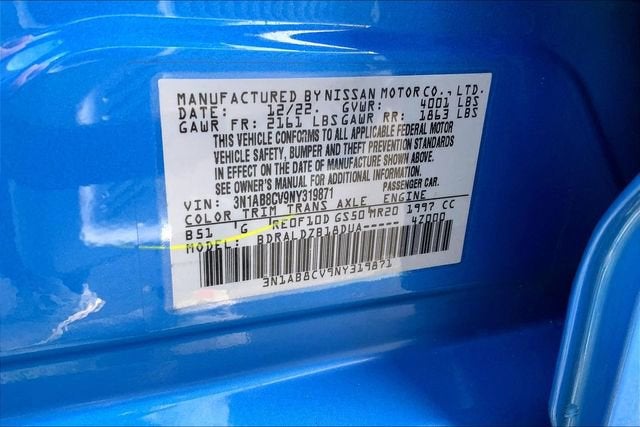 MANUFACTURED BY NISSAN MOTOR CO., LTD.
DATE: 12/22. GVWR: 4001 LBS
GAWR FR: 2161 LBS GAWR RR: 1863 LBS
THIS VEHICLE CONFORMS TO ALL APPLICABLE FEDERAL MOTOR
VEHICLE SAFETY, BUMPER AND THEFT PREVENTION STANDARDS
IN EFFECT ON THE DATE OF MANUFACTURE SHOWN ABOVE.
SEE OWNER'S MANUAL FOR ADDITIONAL INFORMATION.
VIN: 3N1AB8CV9NY319871 PASSENGER CAR.
COLOR TRIM TRANS AXLE ENGINE
B51 G RE0F10D GS50 MR20 1997 CC
MODEL: BDRALDZB18DUA----- 47000
3N1AB8CV9NY319871